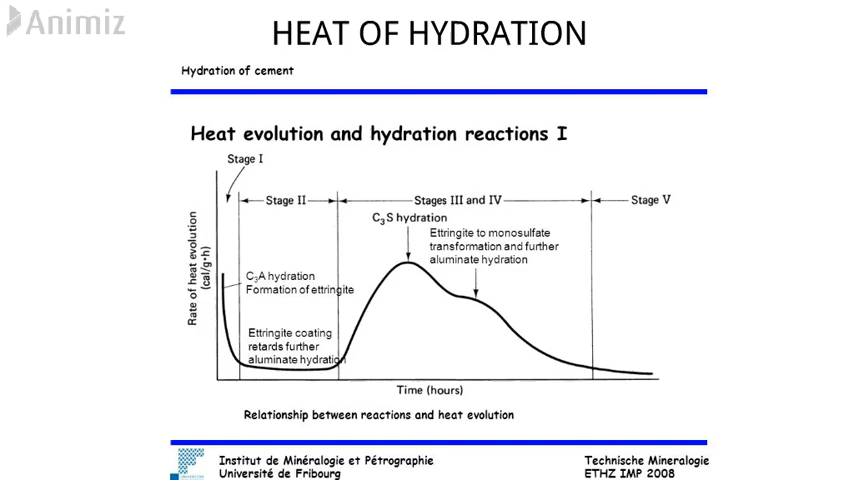 Animiz
HEAT OF HYDRATION
Hydration of cement
Heat evolution and hydration reactions I
Stage I
Stage II
Stages III and IV
Stage V
C₃S hydration
Ettringite to monosulfate
transformation and further
aluminate hydration
C₃A hydration
Formation of ettringite
Ettringite coating
retards further
aluminate hydration
Rate of heat evolution
(cal/g·h)
Time (hours)
Relationship between reactions and heat evolution
Institut de Minéralogie et Pétrographie
Université de Fribourg
Technische Mineralogie
ETHZ IMP 2008